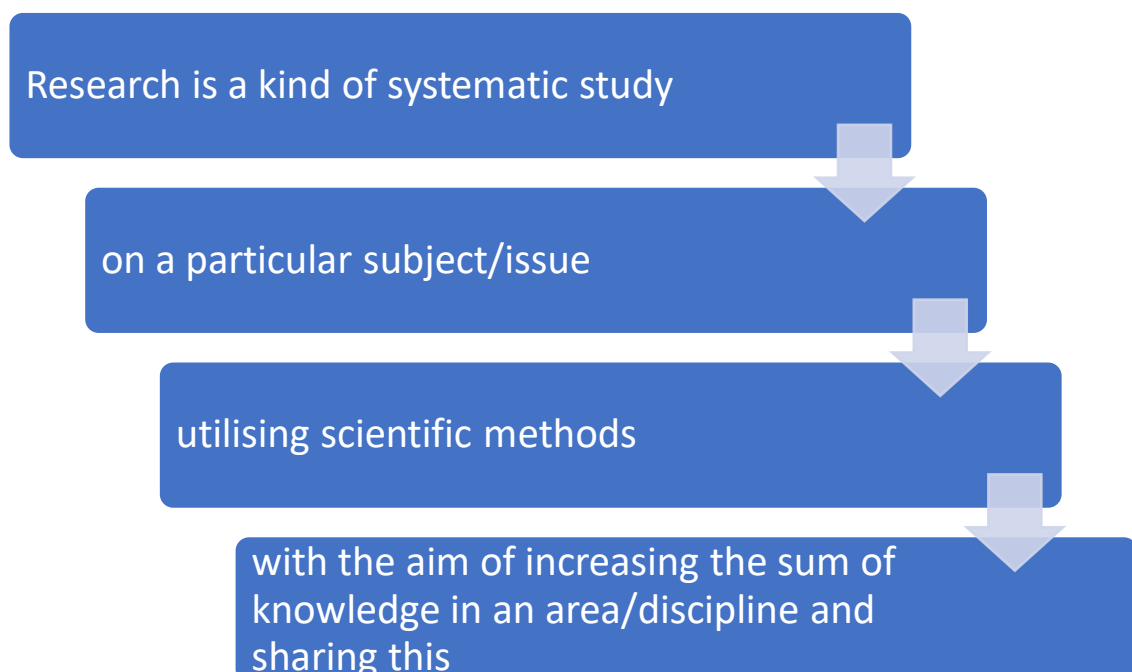 Research is a kind of systematic study
on a particular subject/issue
utilising scientific methods
with the aim of increasing the sum of
knowledge in an area/discipline and
sharing this